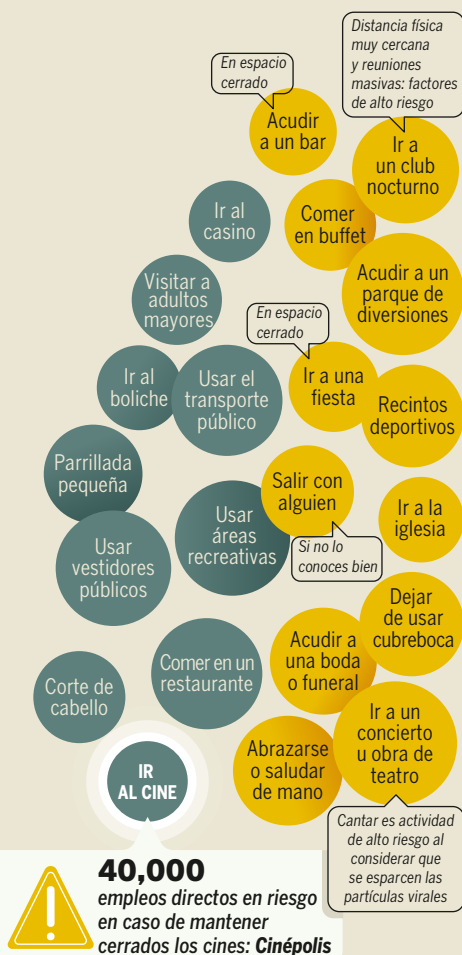 Distancia física
muy cercana
y reuniones
masivas: factores
de alto riesgo
En espacio
cerrado
Acudir
a un bar
Ir a
un club
nocturno
Ir al
casino
Comer
en buffet
Acudir a un
parque de
diversiones
Visitar a
adultos
mayores
En espacio
cerrado
Ir al
boliche
Usar el
transporte
público
Ir a una
fiesta
Recintos
deportivos
Parrillada
pequeña
Salir con
alguien
Si no lo
conoces bien
Usar
áreas
recreativas
Ir a la
iglesia
Usar
vestidores
públicos
Dejar
de usar
cubreboca
Acudir a
una boda
o funeral
Comer en un
restaurante
Corte de
cabello
Ir a un
concierto
u obra de
teatro
Abrazarse
o saludar
de mano
IR
AL CINE
Cantar es actividad
de alto riesgo al
considerar que
se esparcen las
partículas virales
40,000
empleos directos en riesgo
en caso de mantener
cerrados los cines: Cinépolis